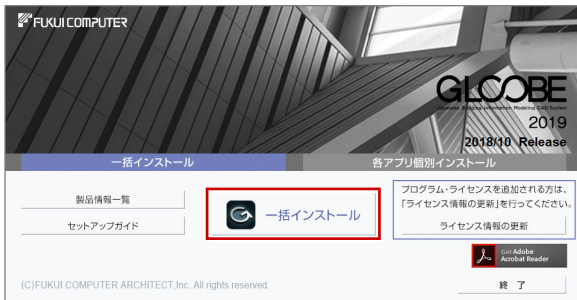 FUKUI COMPUTER
GLOOBE
Japanese Building Information Modeling CAD System
2019
2018/10 Release
一括インストール
各アプリ個別インストール
製品情報一覧
セットアップガイド
一括インストール
プログラム・ライセンスを追加される方は、
「ライセンス情報の更新」を行ってください。
ライセンス情報の更新
Get Adobe
Acrobat Reader
(C)FUKUI COMPUTER ARCHITECT,Inc. All rights reserved.
終 了